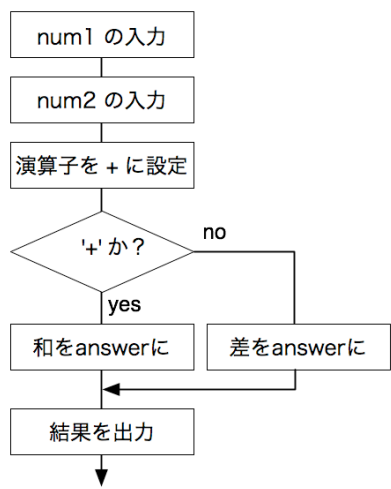 num1 の入力
num2 の入力
演算子を + に設定
'+' か？
no
yes
和をanswerに
差をanswerに
結果を出力